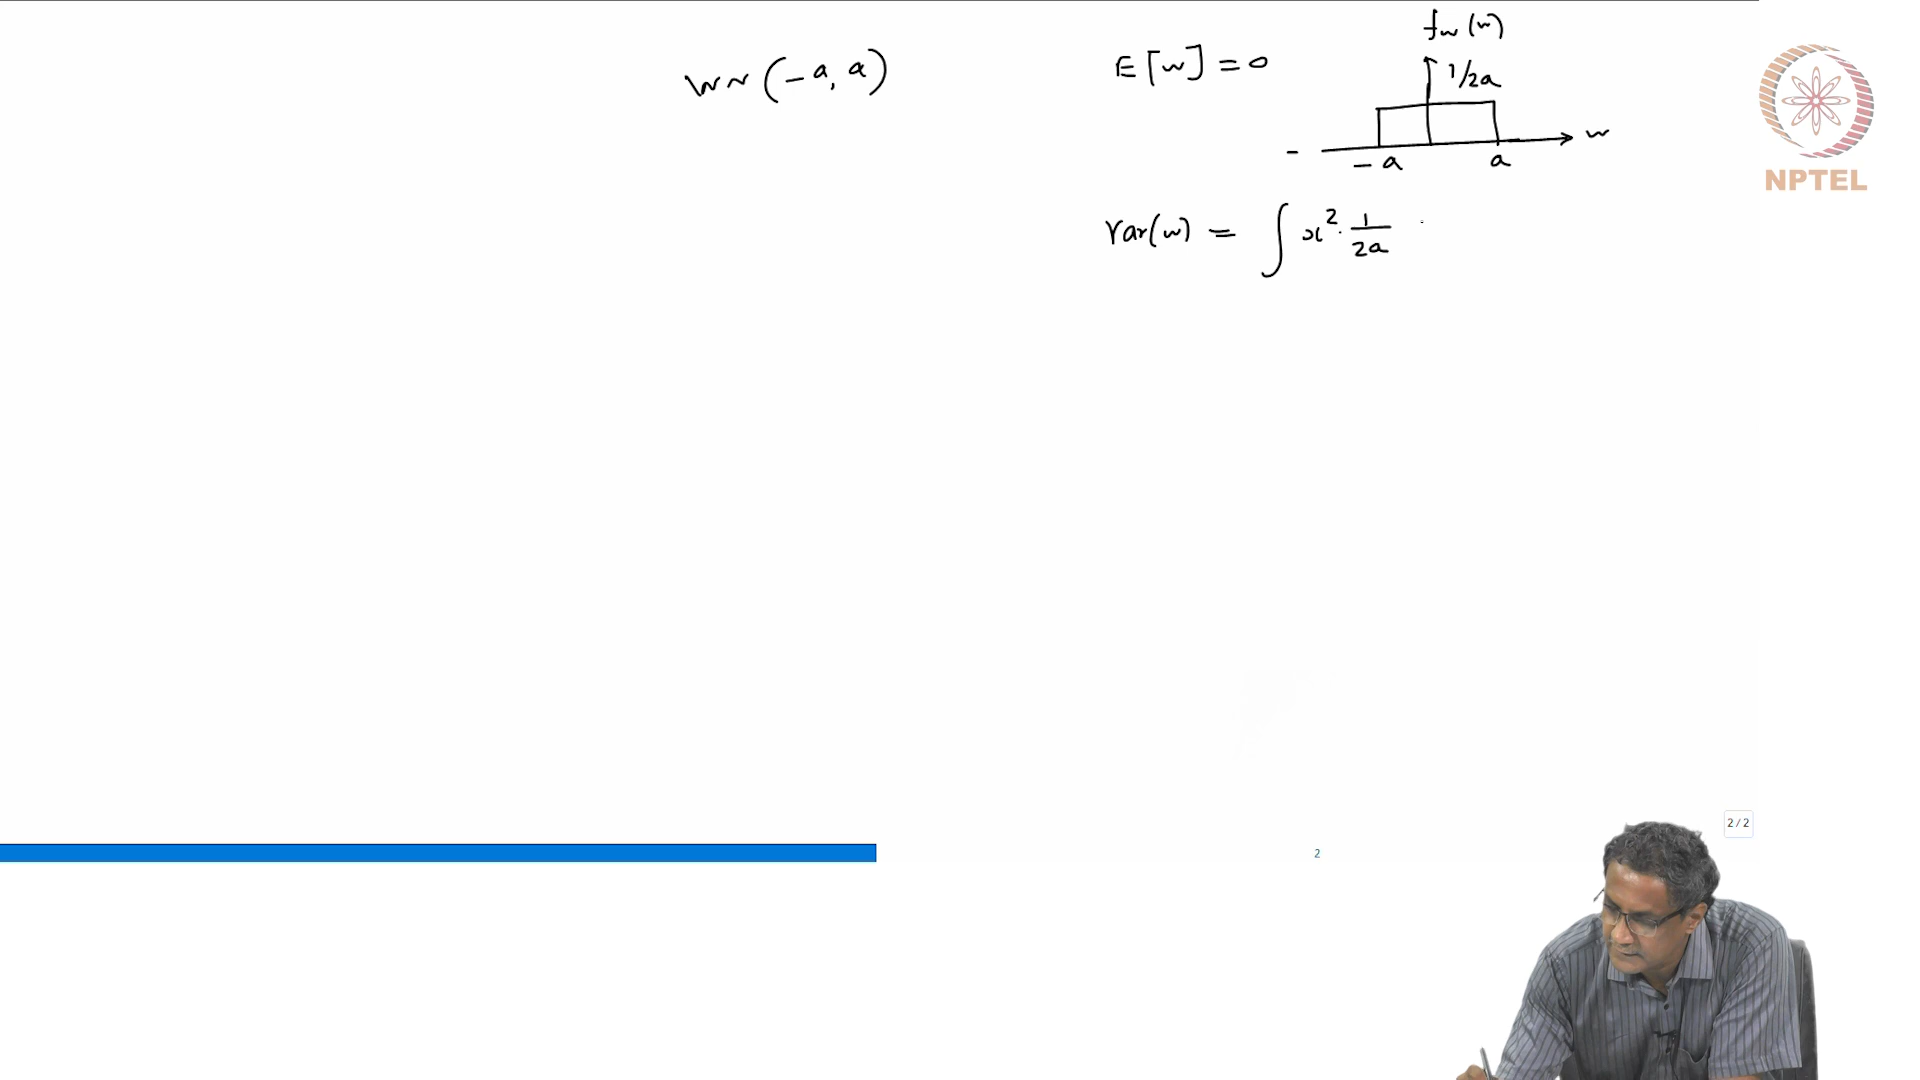 W ~ (-a, a)
E[w] = 0
f_w(w)
1/2a
w
-a
a
Var(w) = ∫ x² · 1/2a
NPTEL
2 / 2
2